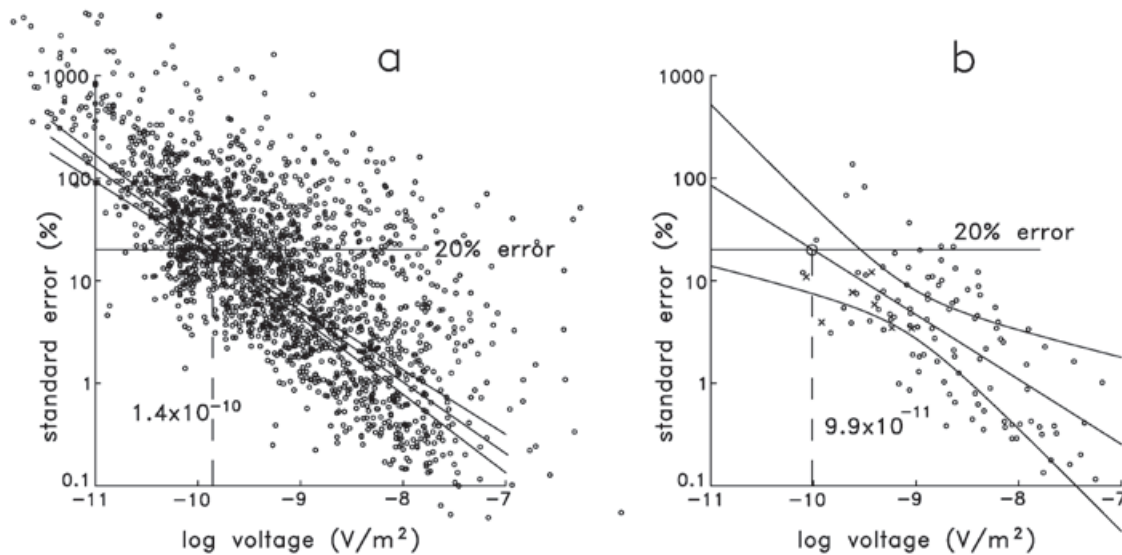 a
standard error (%)
1000
100
10
1
0.1
20% errór
1.4x10⁻¹⁰
-11
-10
-9
-8
-7
log voltage (V/m²)
b
standard error (%)
1000
100
10
1
0.1
20% error
9.9x10⁻¹¹
-11
-10
-9
-8
-7
log voltage (V/m²)